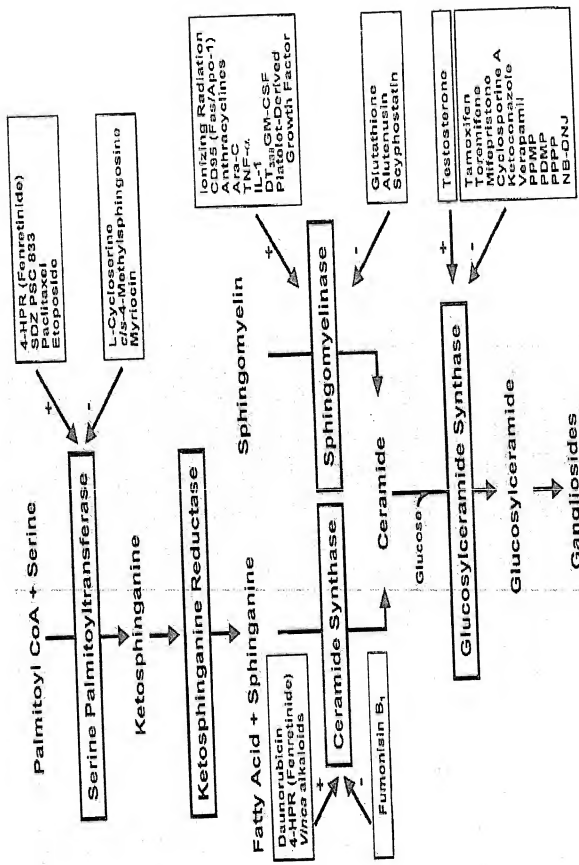 Palmitoyl CoA + Serine
Serine Palmitoyltransferase
+
4-HPR (Fenretinide)
SDZ PSC 833
Paclitaxel
Etoposide
-
L-Cycloserine
c/s-4-Methylsphingosine
Myriocin
Ketosphinganine
Ketosphinganine Reductase
Fatty Acid + Sphinganine
Sphingomyelin
Daunorubicin
4-HPR (Fenretinide)
Vinca alkaloids
+
Ceramide Synthase
-
Fumonisin B1
Sphingomyelinase
+
Ionizing Radiation
CD95 (Fas/Apo-1)
Anthracyclines
Ara-C
TNF-α
IL-1
DT388GM-CSF
Platolot-Derived
Growth Factor
-
Glutathione
Alutenusin
Scyphostatin
Ceramide
Glucose
Glucosylceramide Synthase
+
Testosterone
-
Tamoxifen
Toremifene
Mifepristone
Cyclosporine A
Ketoconazole
Verapamil
PPMP
PDMP
PPPP
NB-DNJ
Glucosylceramide
Gangliosides